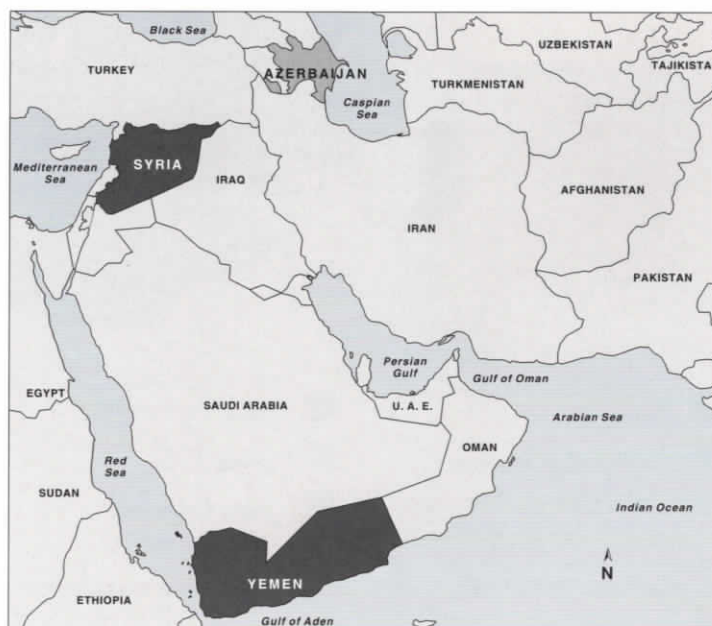 Black Sea
UZBEKISTAN
TURKEY
AZERBAIJAN
TAJIKISTA
TURKMENISTAN
Caspian
Sea
Mediterranean
Sea
SYRIA
IRAQ
AFGHANISTAN
IRAN
PAKISTAN
Persian
Gulf
Gulf of Oman
EGYPT
SAUDI ARABIA
U. A. E.
Arabian Sea
OMAN
Red
Sea
SUDAN
Indian Ocean
N
YEMEN
ETHIOPIA
Gulf of Aden